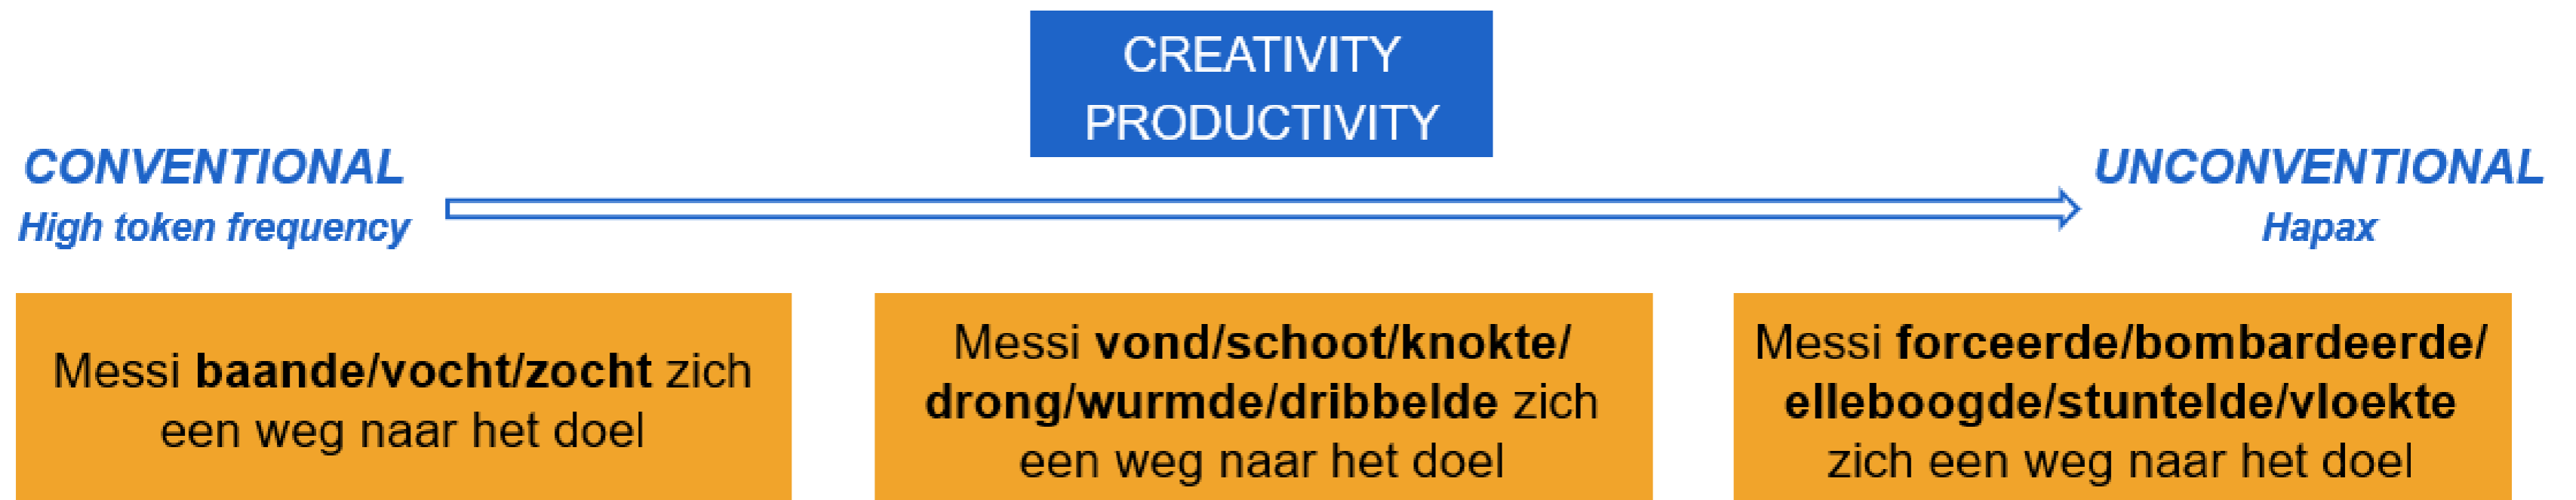 CREATIVITY
PRODUCTIVITY
CONVENTIONAL
High token frequency
UNCONVENTIONAL
Hapax
Messi baande/vocht/zocht zich
een weg naar het doel
Messi vond/schoot/knokte/
drong/wurmde/dribbelde zich
een weg naar het doel
Messi forceerde/bombardeerde/
elleboogde/stuntelde/vloekte
zich een weg naar het doel